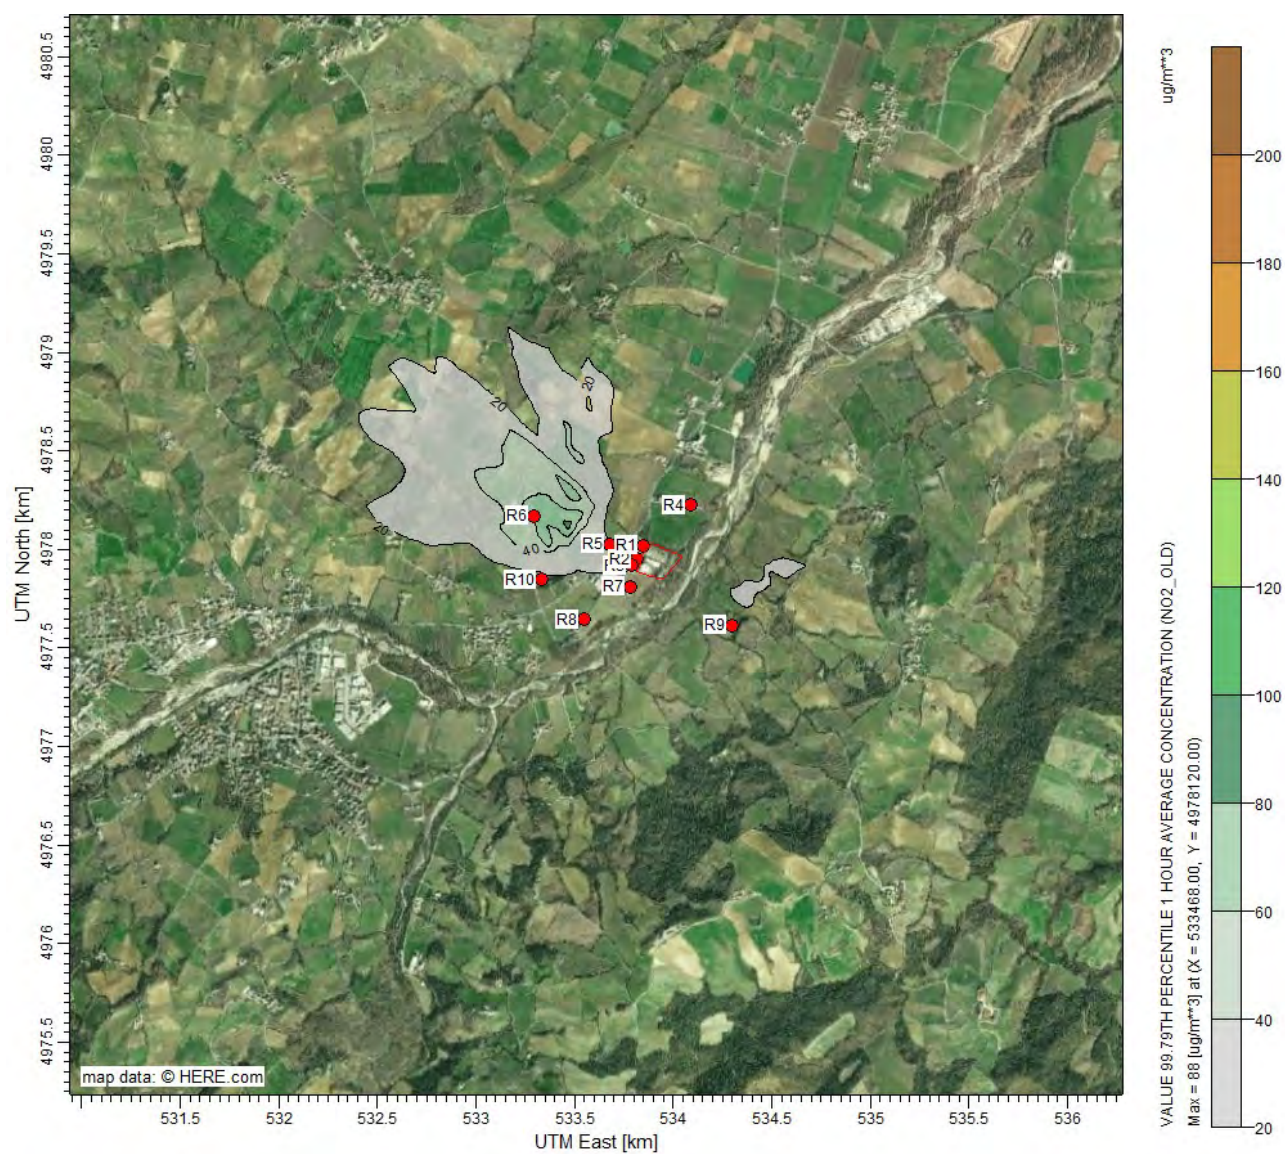 4980.5
4980
4979.5
4979
4978.5
4978
4977.5
4977
4976.5
4976
4975.5
UTM North [km]
20
20
20
40
R4
R6
R5
R1
R2
R10
R7
R8
R9
map data: © HERE.com
531.5
532
532.5
533
533.5
534
534.5
535
535.5
536
UTM East [km]
ug/m**3
200
180
160
140
120
100
80
60
40
20
VALUE 99.79TH PERCENTILE 1 HOUR AVERAGE CONCENTRATION (NO2_OLD)
Max = 88 [ug/m**3] at (X = 533468.00, Y = 4978120.00)